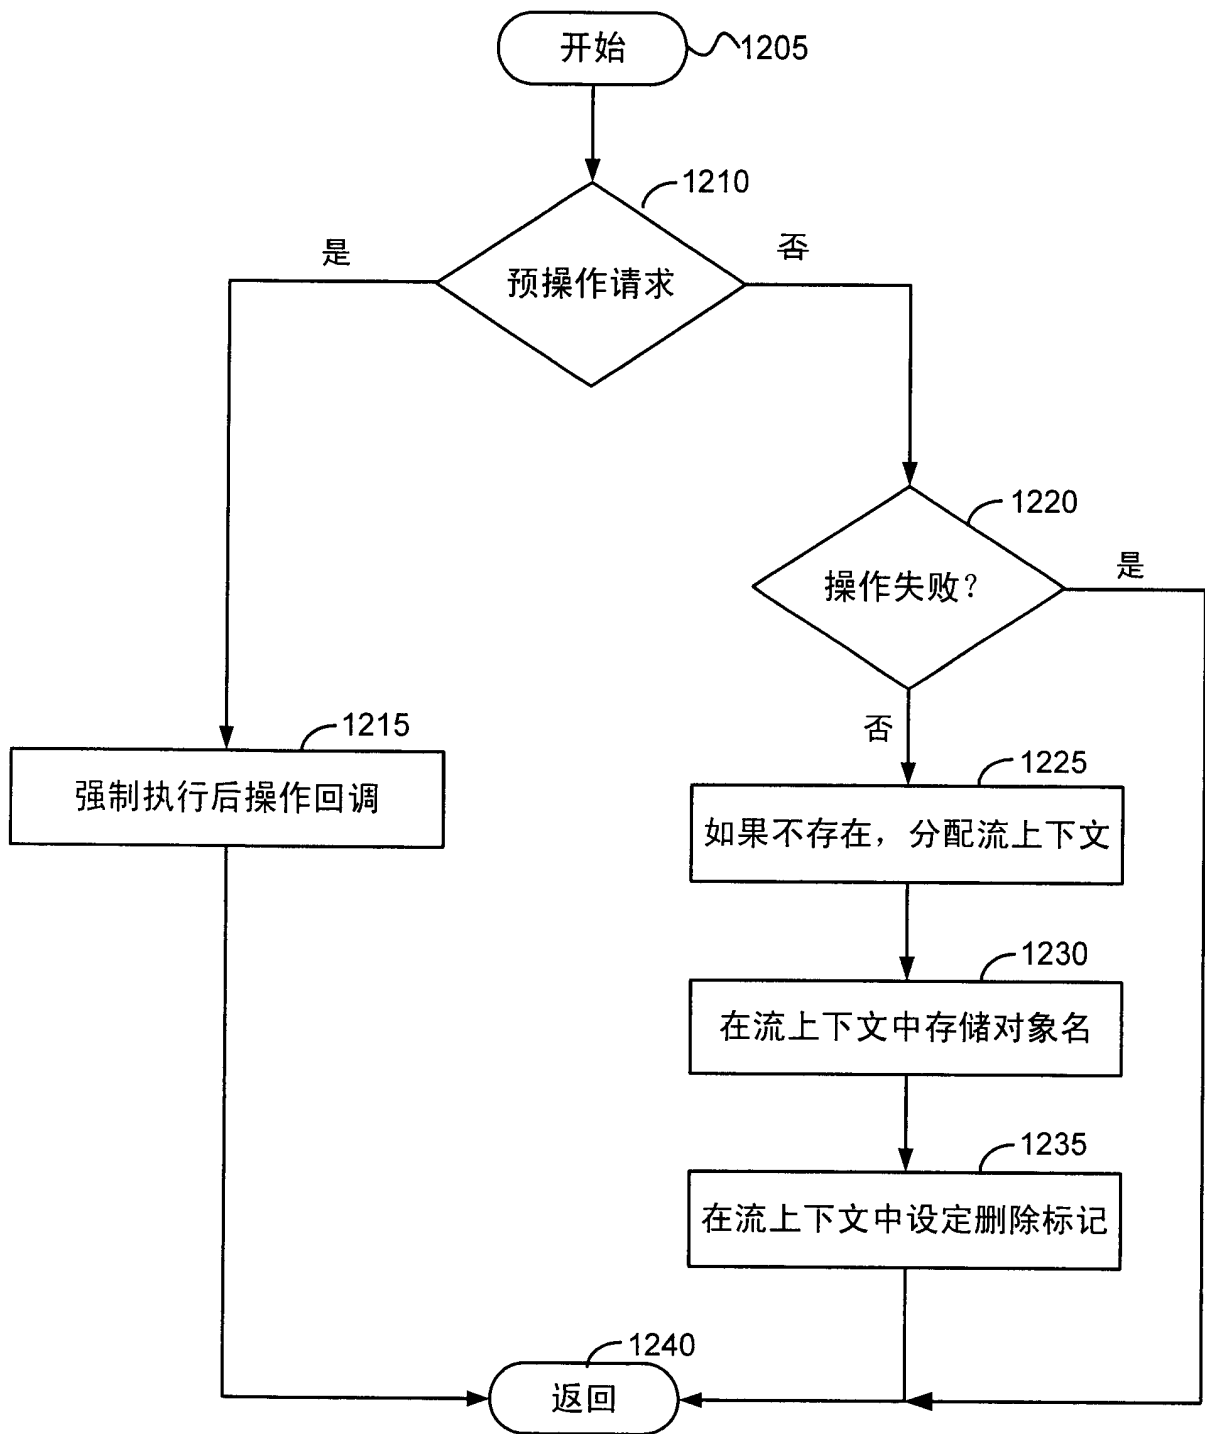 开始
1205
1210
是
否
预操作请求
1220
操作失败？
是
否
1215
强制执行后操作回调
1225
如果不存在，分配流上下文
1230
在流上下文中存储对象名
1235
在流上下文中设定删除标记
1240
返回